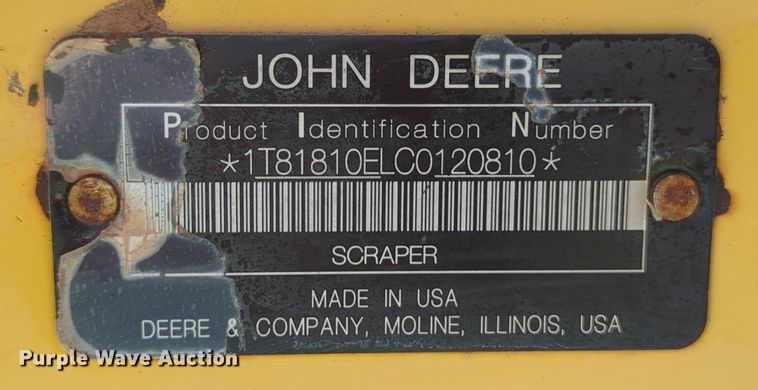 JOHN DEERE
Product Identification Number
*1T81810ELC0120810*
SCRAPER
MADE IN USA
DEERE & COMPANY, MOLINE, ILLINOIS, USA
Purple Wave Auction